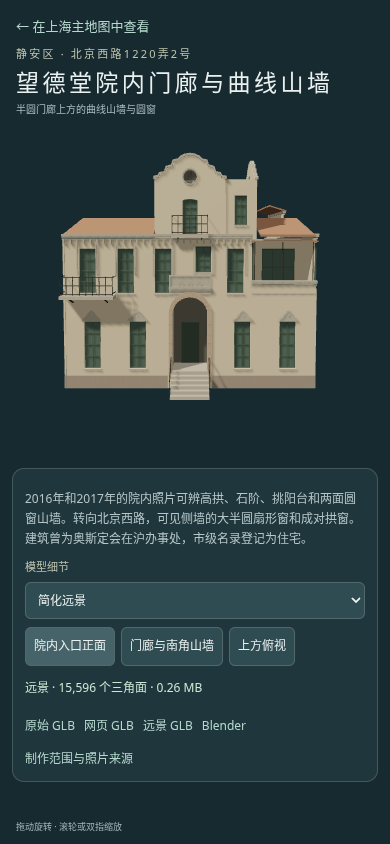 ← 在上海主地图中查看
静安区 · 北京西路1220弄2号
望德堂院内门廊与曲线山墙
半圆门廊上方的曲线山墙与圆窗
2016年和2017年的院内照片可辨高拱、石阶、挑阳台和两面圆
窗山墙。转向北京西路，可见侧墙的大半圆扇形窗和成对拱窗。
建筑曾为奥斯定会在沪办事处，市级名录登记为住宅。
模型细节
简化远景
院内入口正面 门廊与南角山墙 上方俯视
远景 · 15,596 个三角面 · 0.26 MB
原始 GLB 网页 GLB 远景 GLB Blender
制作范围与照片来源
拖动旋转 · 滚轮或双指缩放